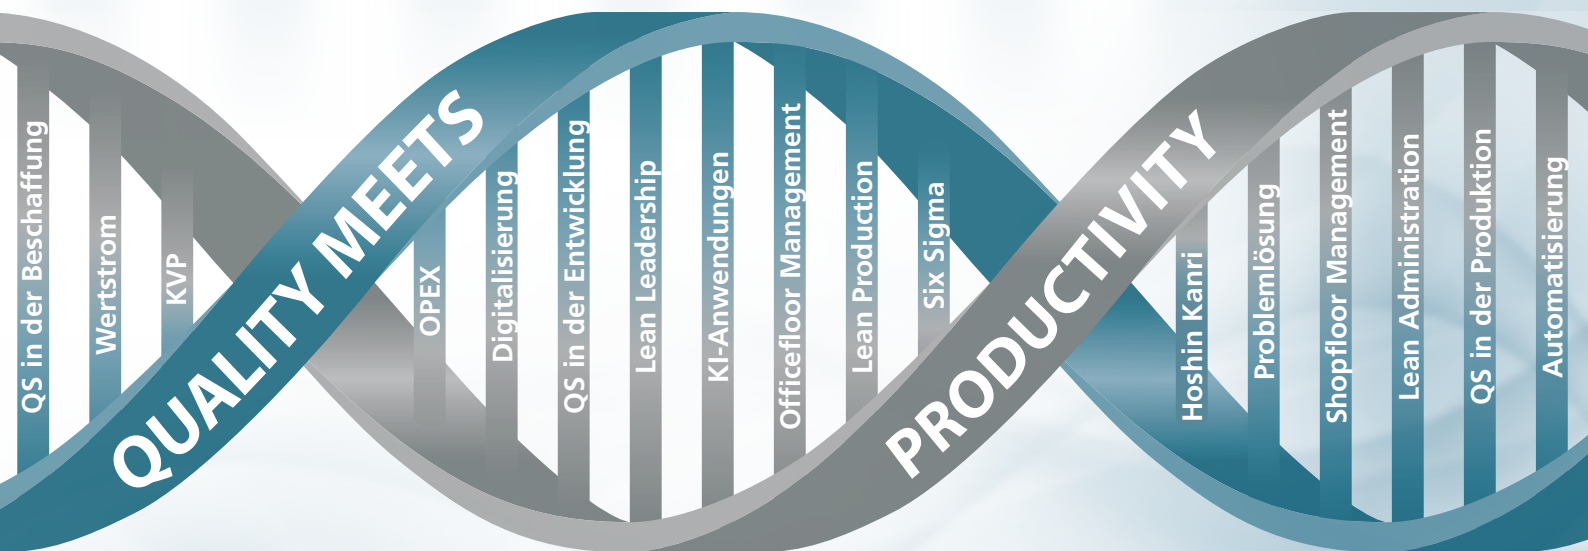 QS in der Beschaffung
Wertstrom
KVP
QUALITY MEETS
OPEX
Digitalisierung
QS in der Entwicklung
Lean Leadership
KI-Anwendungen
Officefloor Management
Lean Production
Six Sigma
PRODUCTIVITY
Hoshin Kanri
Problemlösung
Shopfloor Management
Lean Administration
QS in der Produktion
Automatisierung